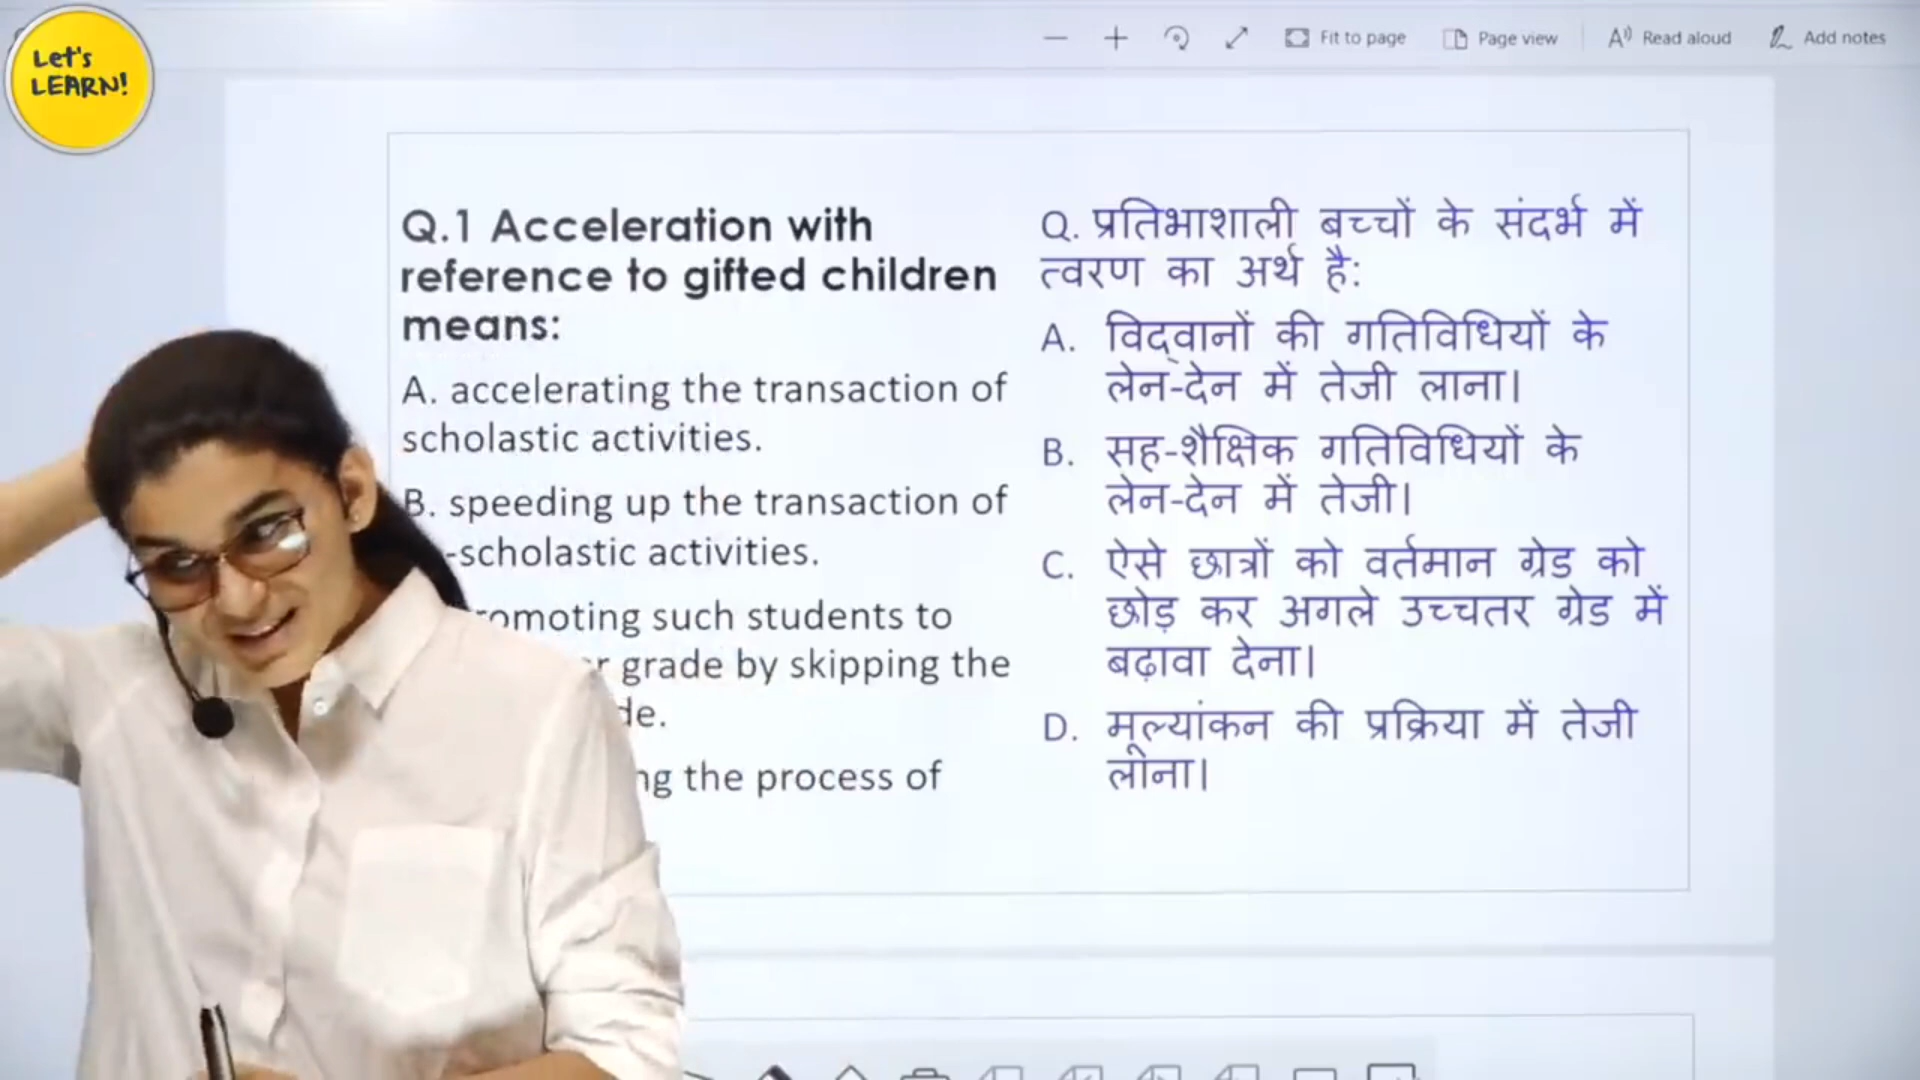 Let's
LEARN!
Fit to page
Page view
Read aloud
Add notes
Q.1 Acceleration with
reference to gifted children
means:
A. accelerating the transaction of
scholastic activities.
B. speeding up the transaction of
-scholastic activities.
such students to
grade by skipping the
ng the process of
Q. प्रतिभाशाली बच्चों के संदर्भ में
त्वरण का अर्थ है:
A. विद्वानों की गतिविधियों के
लेन-देन में तेजी लाना।
B. सह-शैक्षिक गतिविधियों के
लेन-देन में तेजी।
C. ऐसे छात्रों को वर्तमान ग्रेड को
छोड़ कर अगले उच्चतर ग्रेड में
बढ़ावा देना।
D. मूल्यांकन की प्रक्रिया में तेजी
लाना।